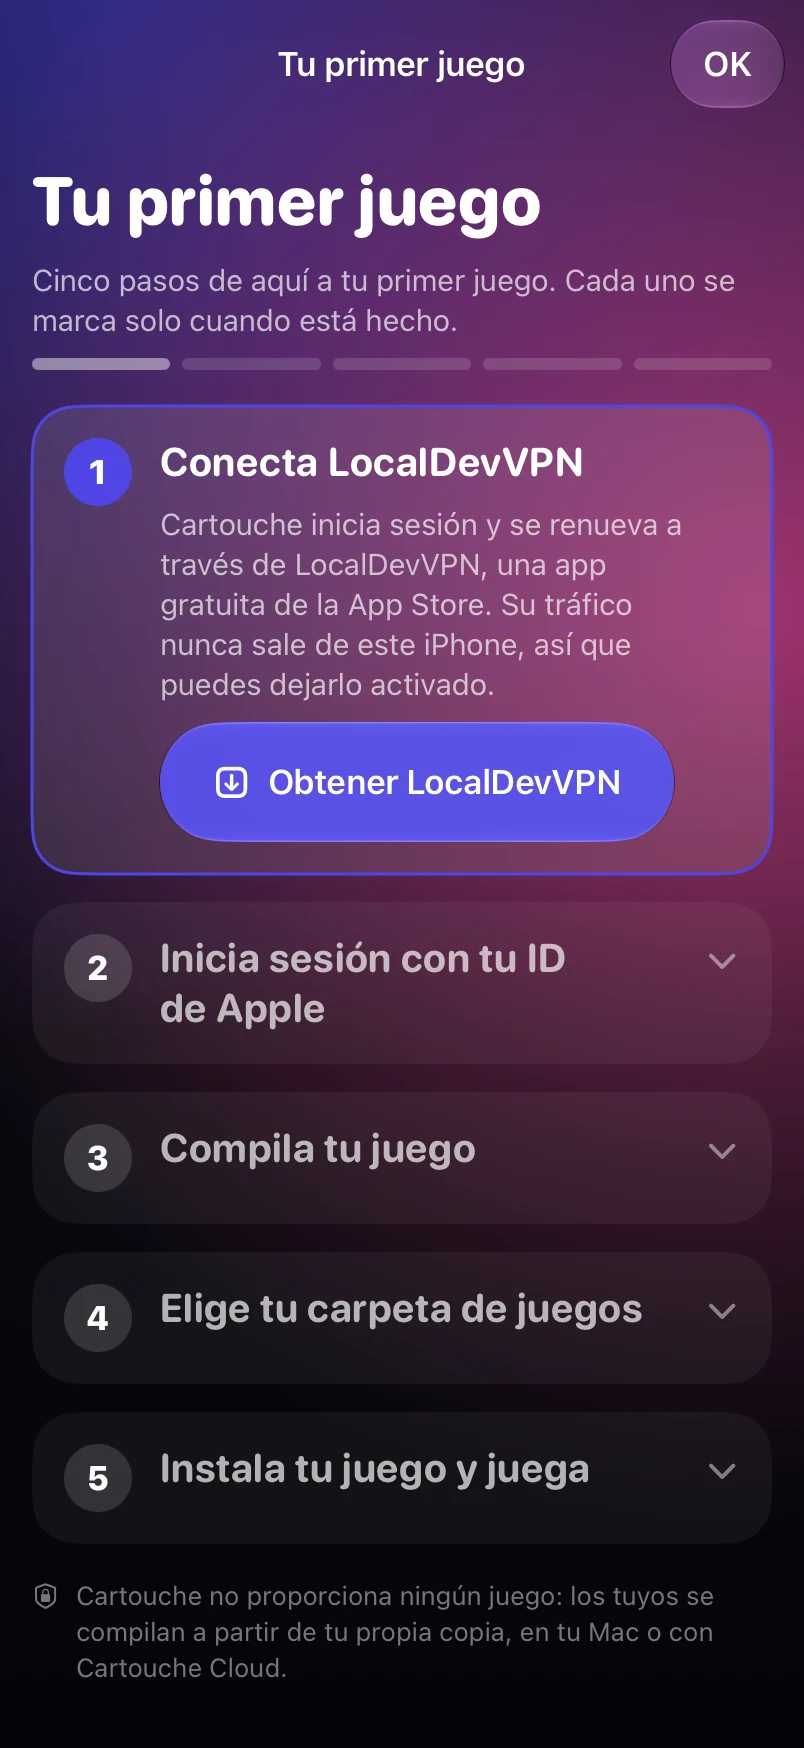 Tu primer juego
OK
Tu primer juego
Cinco pasos de aquí a tu primer juego. Cada uno se
marca solo cuando está hecho.
1
Conecta LocalDevVPN
Cartouche inicia sesión y se renueva a
través de LocalDevVPN, una app
gratuita de la App Store. Su tráfico
nunca sale de este iPhone, así que
puedes dejarlo activado.
Obtener LocalDevVPN
2
Inicia sesión con tu ID
de Apple
3
Compila tu juego
4
Elige tu carpeta de juegos
5
Instala tu juego y juega
Cartouche no proporciona ningún juego: los tuyos se
compilan a partir de tu propia copia, en tu Mac o con
Cartouche Cloud.